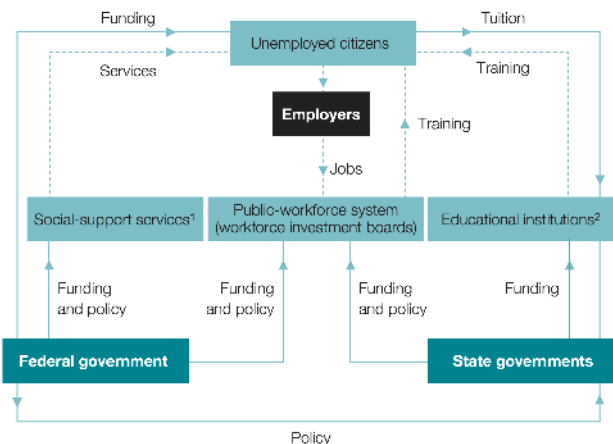 Funding
Tuition
Unemployed citizens
Services
Training
Employers
Training
Jobs
Social-support services¹
Public-workforce system
(workforce investment boards)
Educational institutions²
Funding
and policy
Funding
and policy
Funding
and policy
Funding
Federal government
State governments
Policy